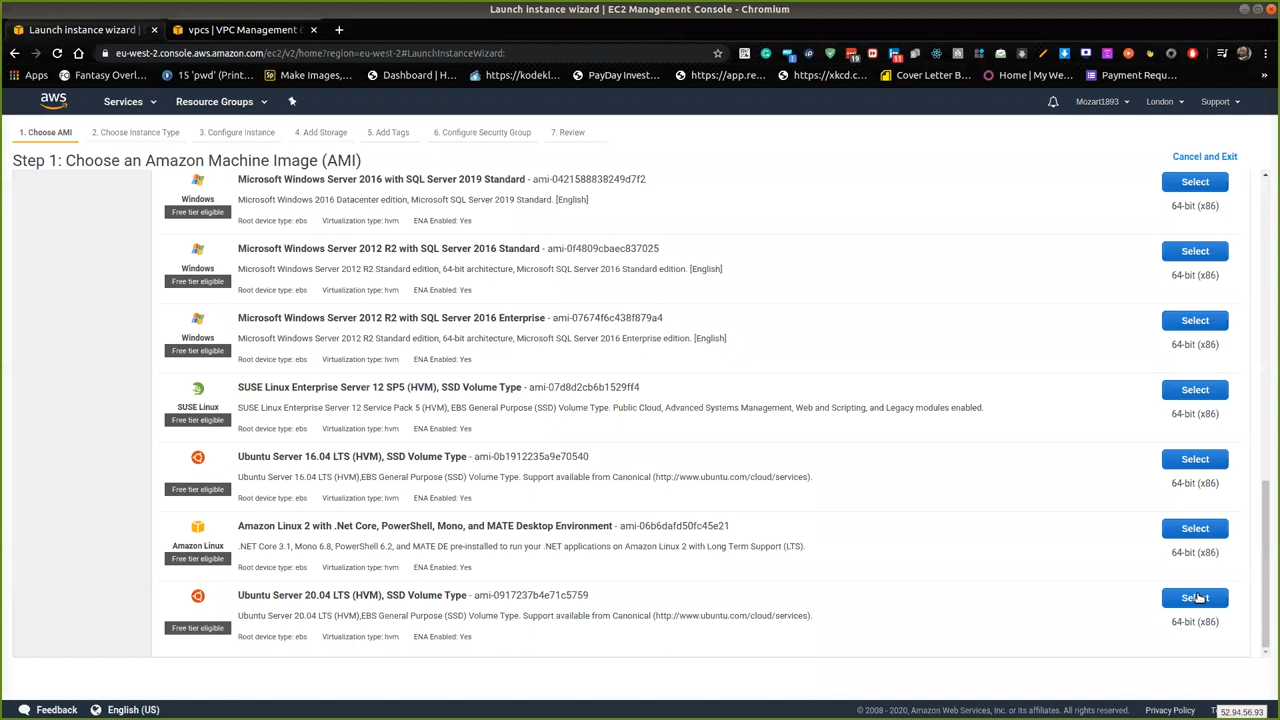 Launch instance wizard | EC2 Management Console - Chromium
Launch instance wizard |
vpcs | VPC Management
eu-west-2.console.aws.amazon.com/ec2/v2/home?region=eu-west-2#LaunchInstanceWizard:
Apps Fantasy Overl... 15 'pwd' (Print... Make Images,... Dashboard | H... https://kodekl... PayDay Invest... https://app.re... https://xkcd.c... Cover Letter B... Home | My We... Payment Requ... »
aws Services Resource Groups Mozart1893 London Support
1. Choose AMI 2. Choose Instance Type 3. Configure Instance 4. Add Storage 5. Add Tags 6. Configure Security Group 7. Review
Step 1: Choose an Amazon Machine Image (AMI) Cancel and Exit
Microsoft Windows Server 2016 with SQL Server 2019 Standard - ami-0421588838249d7f2
Select
Windows
Microsoft Windows 2016 Datacenter edition, Microsoft SQL Server 2019 Standard. [English]
64-bit (x86)
Free tier eligible
Root device type: ebs Virtualization type: hvm ENA Enabled: Yes
Microsoft Windows Server 2012 R2 with SQL Server 2016 Standard - ami-0f4809cbaec837025
Select
Windows
Microsoft Windows Server 2012 R2 Standard edition, 64-bit architecture, Microsoft SQL Server 2016 Standard edition. [English]
64-bit (x86)
Free tier eligible
Root device type: ebs Virtualization type: hvm ENA Enabled: Yes
Microsoft Windows Server 2012 R2 with SQL Server 2016 Enterprise - ami-07674f6c438f879a4
Select
Windows
Microsoft Windows Server 2012 R2 Standard edition, 64-bit architecture, Microsoft SQL Server 2016 Enterprise edition. [English]
64-bit (x86)
Free tier eligible
Root device type: ebs Virtualization type: hvm ENA Enabled: Yes
SUSE Linux Enterprise Server 12 SP5 (HVM), SSD Volume Type - ami-07d8d2cb6b1529ff4
Select
SUSE Linux
SUSE Linux Enterprise Server 12 Service Pack 5 (HVM), EBS General Purpose (SSD) Volume Type. Public Cloud, Advanced Systems Management, Web and Scripting, and Legacy modules enabled.
64-bit (x86)
Free tier eligible
Root device type: ebs Virtualization type: hvm ENA Enabled: Yes
Ubuntu Server 16.04 LTS (HVM), SSD Volume Type - ami-0b1912235a9e70540
Select
Ubuntu Server 16.04 LTS (HVM),EBS General Purpose (SSD) Volume Type. Support available from Canonical (http://www.ubuntu.com/cloud/services).
64-bit (x86)
Free tier eligible
Root device type: ebs Virtualization type: hvm ENA Enabled: Yes
Amazon Linux 2 with .Net Core, PowerShell, Mono, and MATE Desktop Environment - ami-06b6dafd50fc45e21
Select
Amazon Linux
.NET Core 3.1, Mono 6.8, PowerShell 6.2, and MATE DE pre-installed to run your .NET applications on Amazon Linux 2 with Long Term Support (LTS).
64-bit (x86)
Free tier eligible
Root device type: ebs Virtualization type: hvm ENA Enabled: Yes
Ubuntu Server 20.04 LTS (HVM), SSD Volume Type - ami-0917237b4e71c5759
Select
Ubuntu Server 20.04 LTS (HVM),EBS General Purpose (SSD) Volume Type. Support available from Canonical (http://www.ubuntu.com/cloud/services).
64-bit (x86)
Free tier eligible
Root device type: ebs Virtualization type: hvm ENA Enabled: Yes
Feedback English (US) © 2008 - 2020, Amazon Web Services, Inc. or its affiliates. All rights reserved. Privacy Policy
52.94.56.93